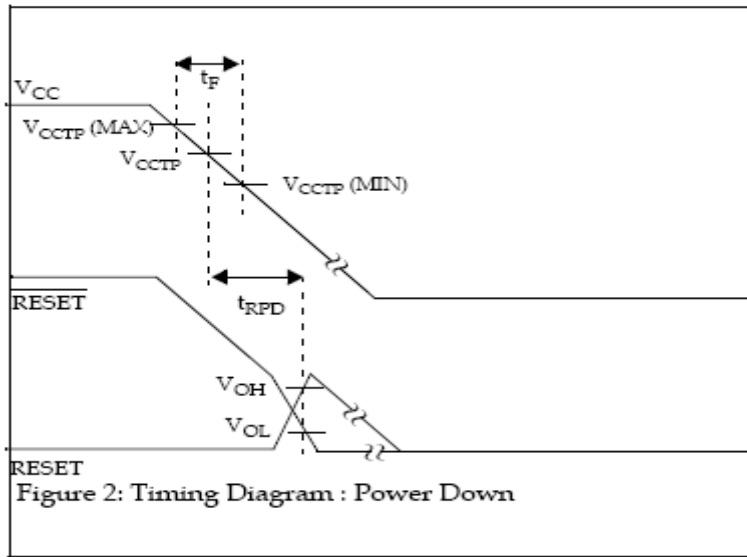 tF
VCC
VCCTP (MAX)
VCCTP
VCCTP (MIN)
RESET
tRPD
VOH
VOL
RESET
Figure 2: Timing Diagram : Power Down